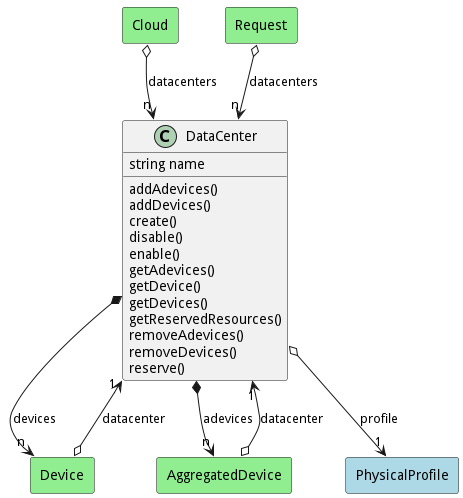 Cloud
Request
datacenters
datacenters
n
n
C DataCenter
string name
addAdevices()
addDevices()
create()
disable()
enable()
getAdevices()
getDevice()
getDevices()
getReservedResources()
removeAdevices()
removeDevices()
reserve()
1
1
devices
datacenter
adevices
datacenter
profile
n
n
1
Device
AggregatedDevice
PhysicalProfile